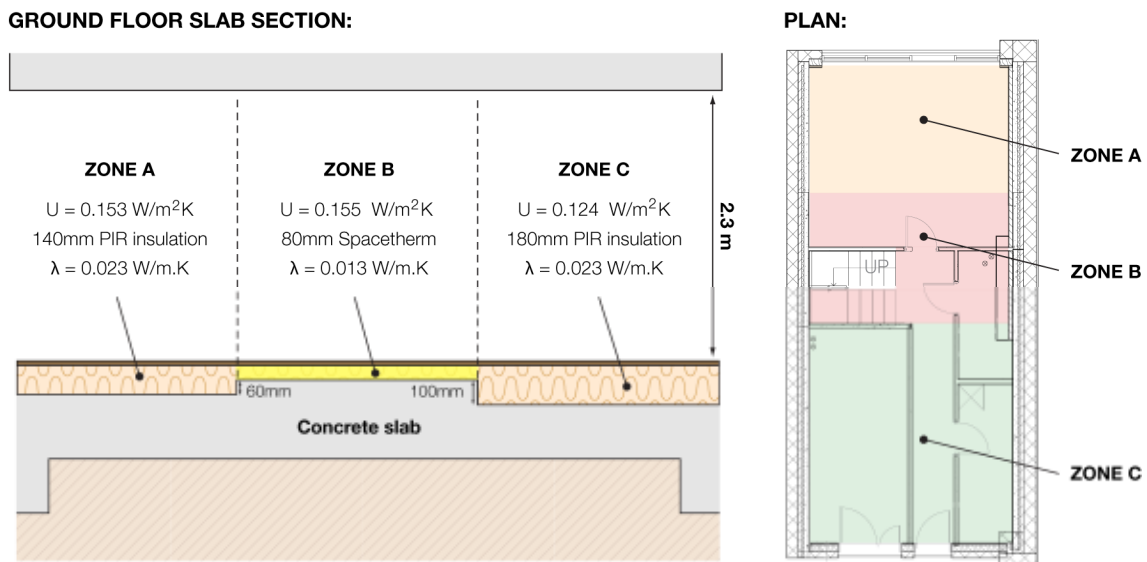 GROUND FLOOR SLAB SECTION:
ZONE A
U = 0.153 W/m²K
140mm PIR insulation
λ = 0.023 W/m.K
ZONE B
U = 0.155 W/m²K
80mm Spacetherm
λ = 0.013 W/m.K
ZONE C
U = 0.124 W/m²K
180mm PIR insulation
λ = 0.023 W/m.K
2.3 m
60mm
100mm
Concrete slab
PLAN:
ZONE A
ZONE B
UP
ZONE C